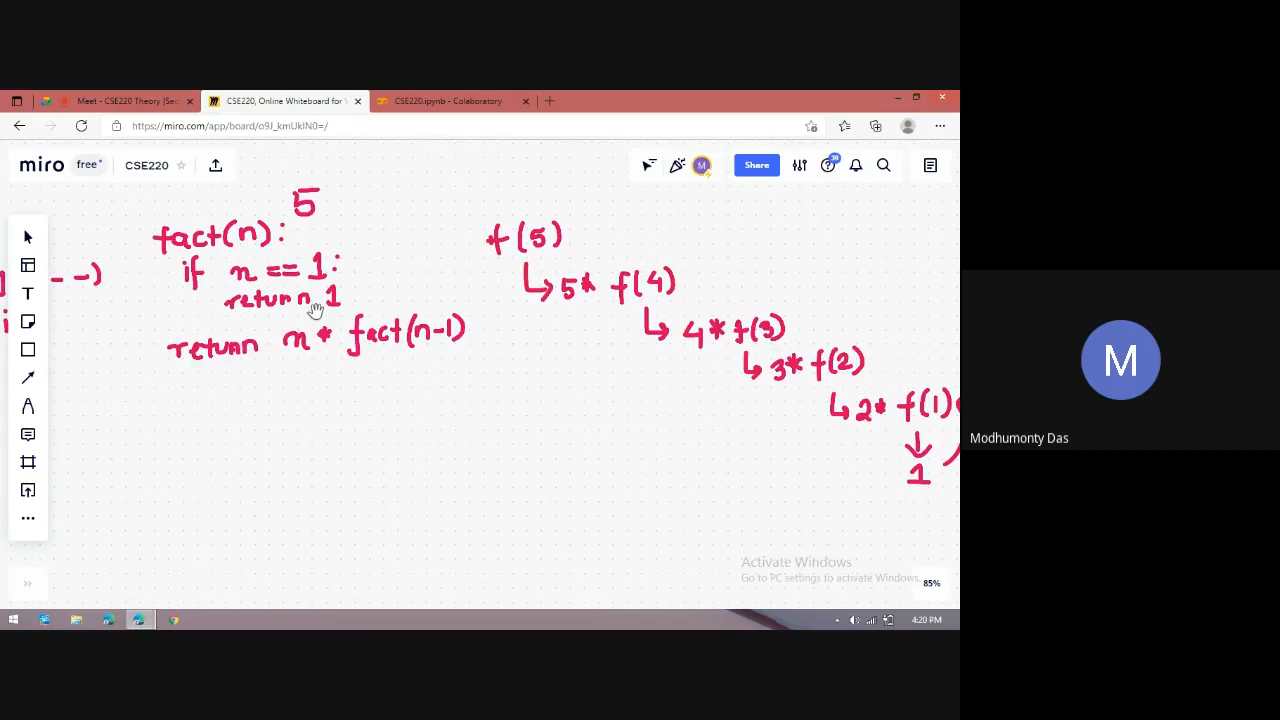 Meet - CSE220 Theory [Sec
CSE220, Online Whiteboard for V
CSE220.ipynb - Colaboratory
https://miro.com/app/board/o9J_kmUkIN0=/
miro
free
CSE220
M
Share
39
5
fact(n):
if n == 1:
return 1
return n * fact(n-1)
- -)
f(5)
↳ 5* f(4)
↳ 4* f(3)
↳ 3* f(2)
↳ 2* f(1)
↓
1
M
Modhumonty Das
Activate Windows
Go to PC settings to activate Windows.
85%
4:20 PM